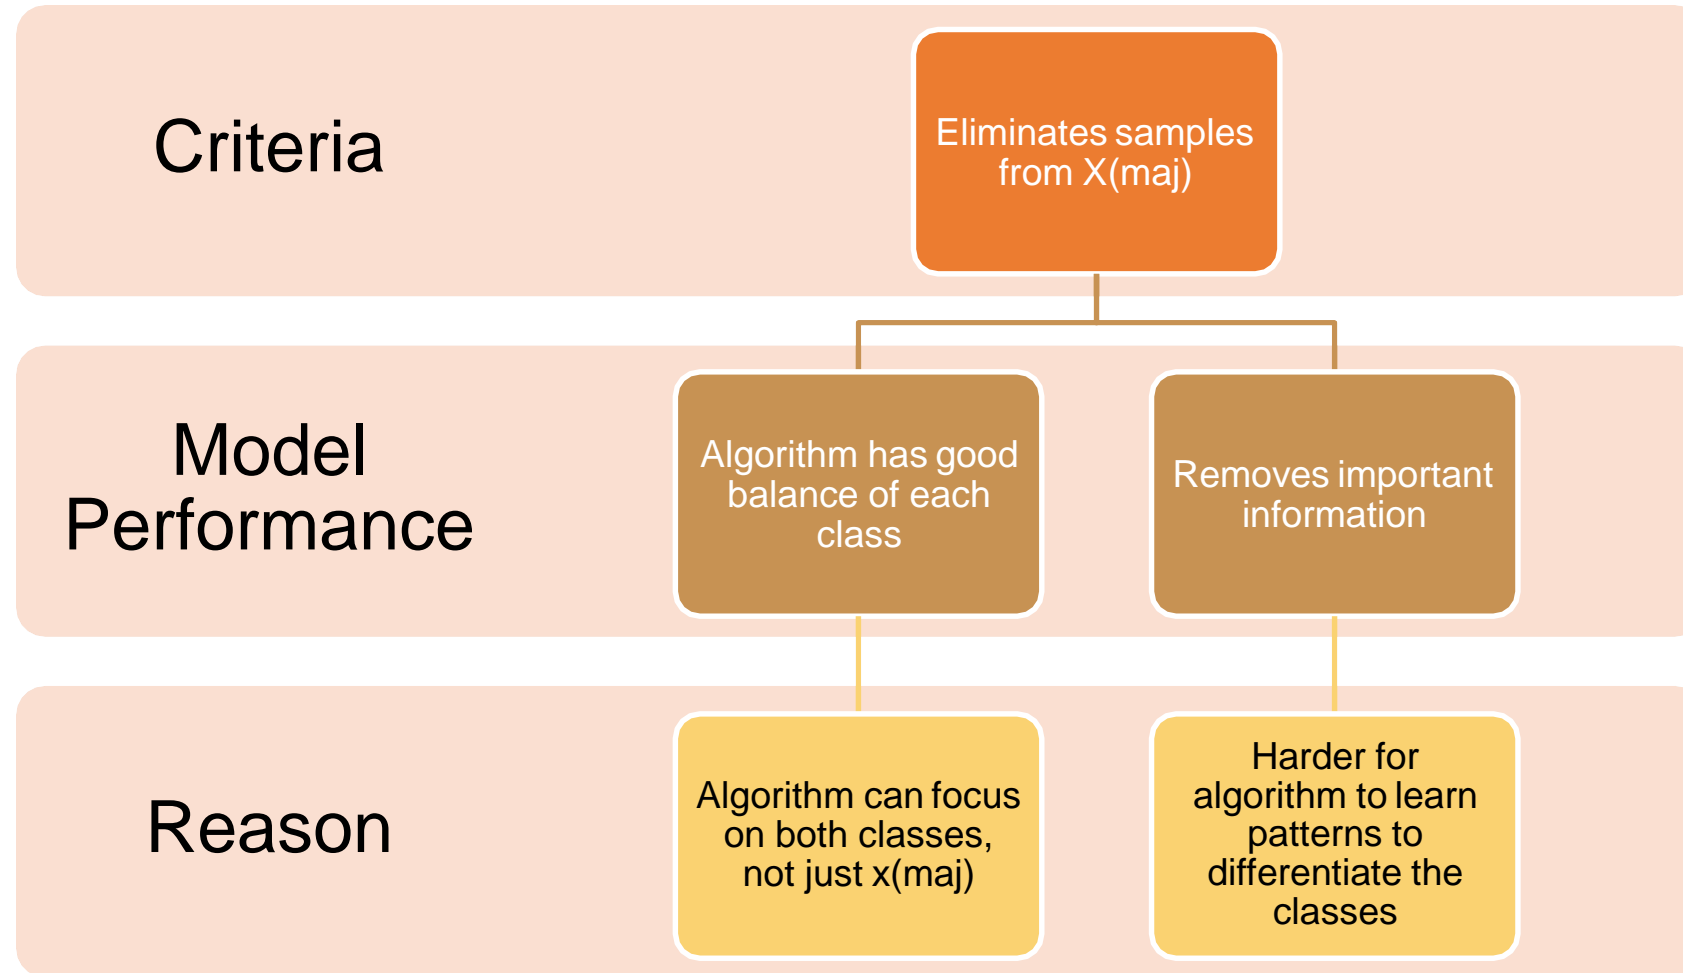 Criteria
Eliminates samples
from X(maj)
Model
Performance
Algorithm has good
balance of each
class
Removes important
information
Reason
Algorithm can focus
on both classes,
not just x(maj)
Harder for
algorithm to learn
patterns to
differentiate the
classes